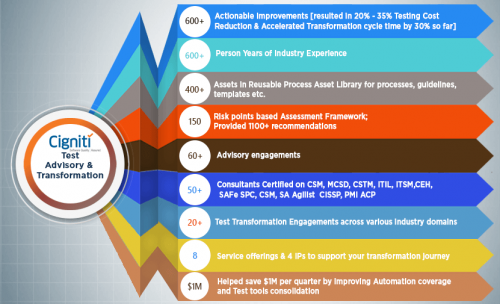 Cigniti
Test
Advisory &
Transformation
600+
Actionable Improvements [resulted in 20% - 35% Testing Cost
Reduction & Accelerated Transformation cycle time by 30% so far]
600+
Person Years of Industry Experience
400+
Assets in Reusable Process Asset Library for processes, guidelines,
templates etc.
150
Risk points based Assessment Framework;
Provided 1100+ recommendations
60+
Advisory engagements
50+
Consultants Certified on CSM, MCSD, CSTM, ITIL, ITSM,CEH,
SAFe SPC, CSM, SA Agilist CISSP, PMI ACP
20+
Test Transformation Engagements across various industry domains
8
Service offerings & 4 IPs to support your transformation journey
$1M
Helped save $1M per quarter by Improving Automation coverage
and Test tools consolidation